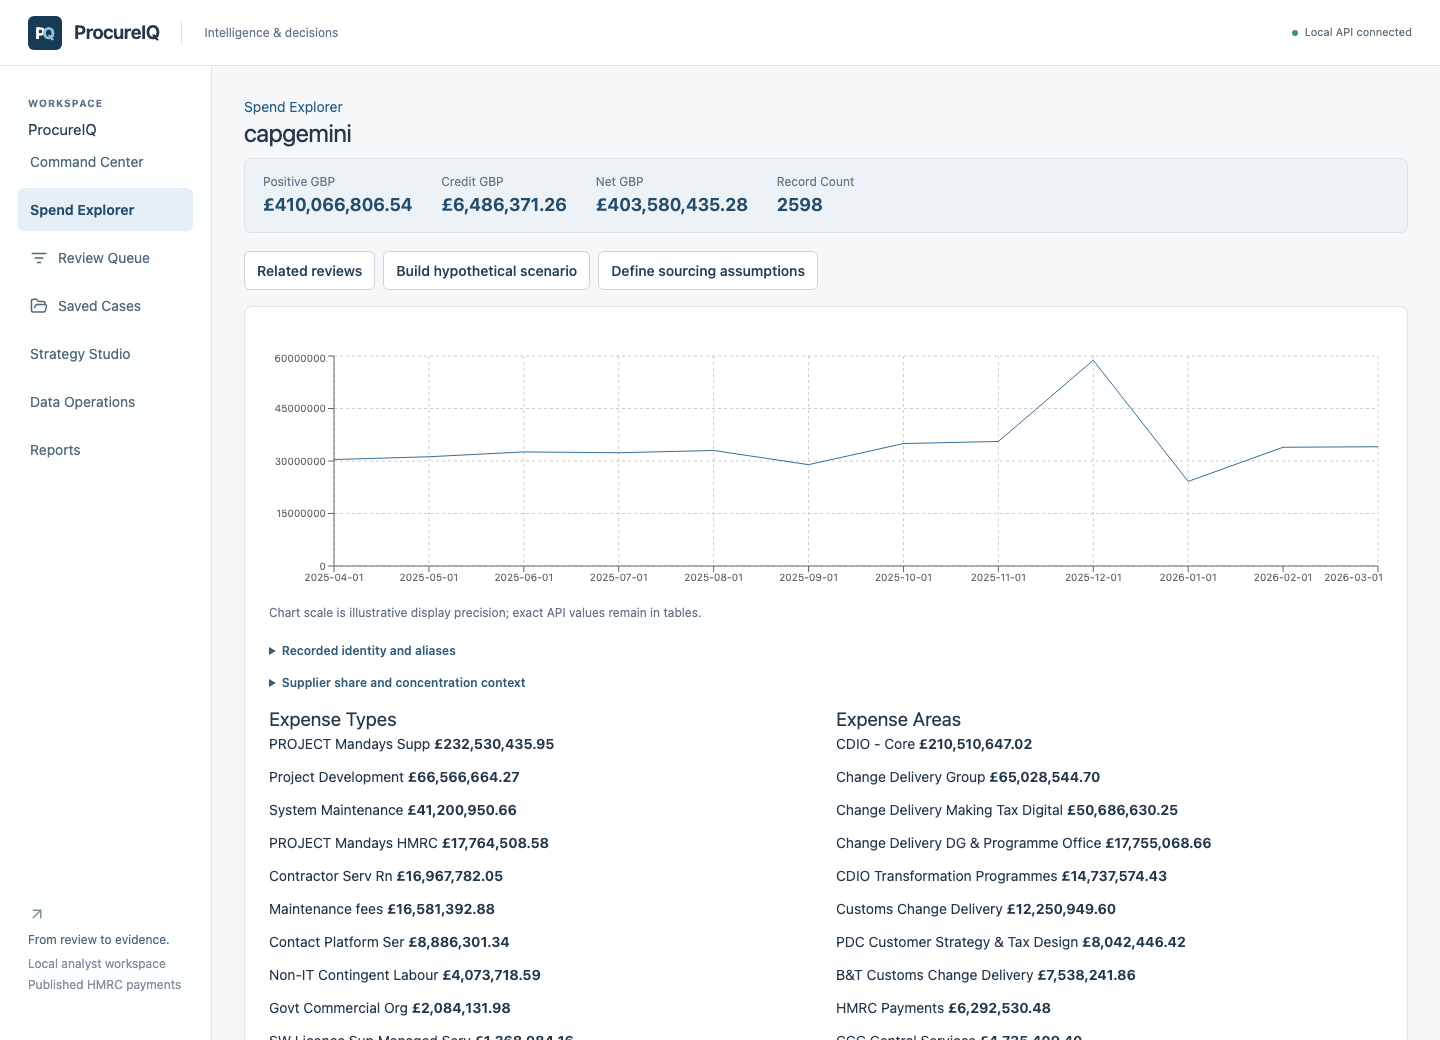 PQ ProcureIQ Intelligence & decisions Local API connected
WORKSPACE
ProcureIQ
Command Center
Spend Explorer
Review Queue
Saved Cases
Strategy Studio
Data Operations
Reports
From review to evidence.
Local analyst workspace
Published HMRC payments
Spend Explorer
capgemini
Positive GBP Credit GBP Net GBP Record Count
£410,066,806.54 £6,486,371.26 £403,580,435.28 2598
Related reviews Build hypothetical scenario Define sourcing assumptions
60000000
45000000
30000000
15000000
0
2025-04-01 2025-05-01 2025-06-01 2025-07-01 2025-08-01 2025-09-01 2025-10-01 2025-11-01 2025-12-01 2026-01-01 2026-02-01 2026-03-01
Chart scale is illustrative display precision; exact API values remain in tables.
Recorded identity and aliases
Supplier share and concentration context
Expense Types
PROJECT Mandays Supp £232,530,435.95
Project Development £66,566,664.27
System Maintenance £41,200,950.66
PROJECT Mandays HMRC £17,764,508.58
Contractor Serv Rn £16,967,782.05
Maintenance fees £16,581,392.88
Contact Platform Ser £8,886,301.34
Non-IT Contingent Labour £4,073,718.59
Govt Commercial Org £2,084,131.98
SW Licence Sup Managed Serv £1,368,084.16
Expense Areas
CDIO - Core £210,510,647.02
Change Delivery Group £65,028,544.70
Change Delivery Making Tax Digital £50,686,630.25
Change Delivery DG & Programme Office £17,755,068.66
CDIO Transformation Programmes £14,737,574.43
Customs Change Delivery £12,250,949.60
PDC Customer Strategy & Tax Design £8,042,446.42
B&T Customs Change Delivery £7,538,241.86
HMRC Payments £6,292,530.48
Central Services